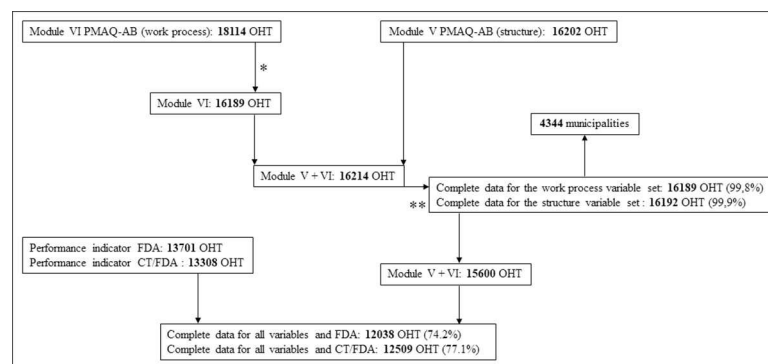 Module VI PMAQ-AB (work process): 18114 OHT
Module V PMAQ-AB (structure): 16202 OHT
*
Module VI: 16189 OHT
4344 municipalities
Module V + VI: 16214 OHT
**
Complete data for the work process variable set: 16189 OHT (99,8%)
Complete data for the structure variable set : 16192 OHT (99,9%)
Performance indicator FDA: 13701 OHT
Performance indicator CT/FDA : 13308 OHT
Module V + VI: 15600 OHT
Complete data for all variables and FDA: 12038 OHT (74.2%)
Complete data for all variables and CT/FDA: 12509 OHT (77.1%)